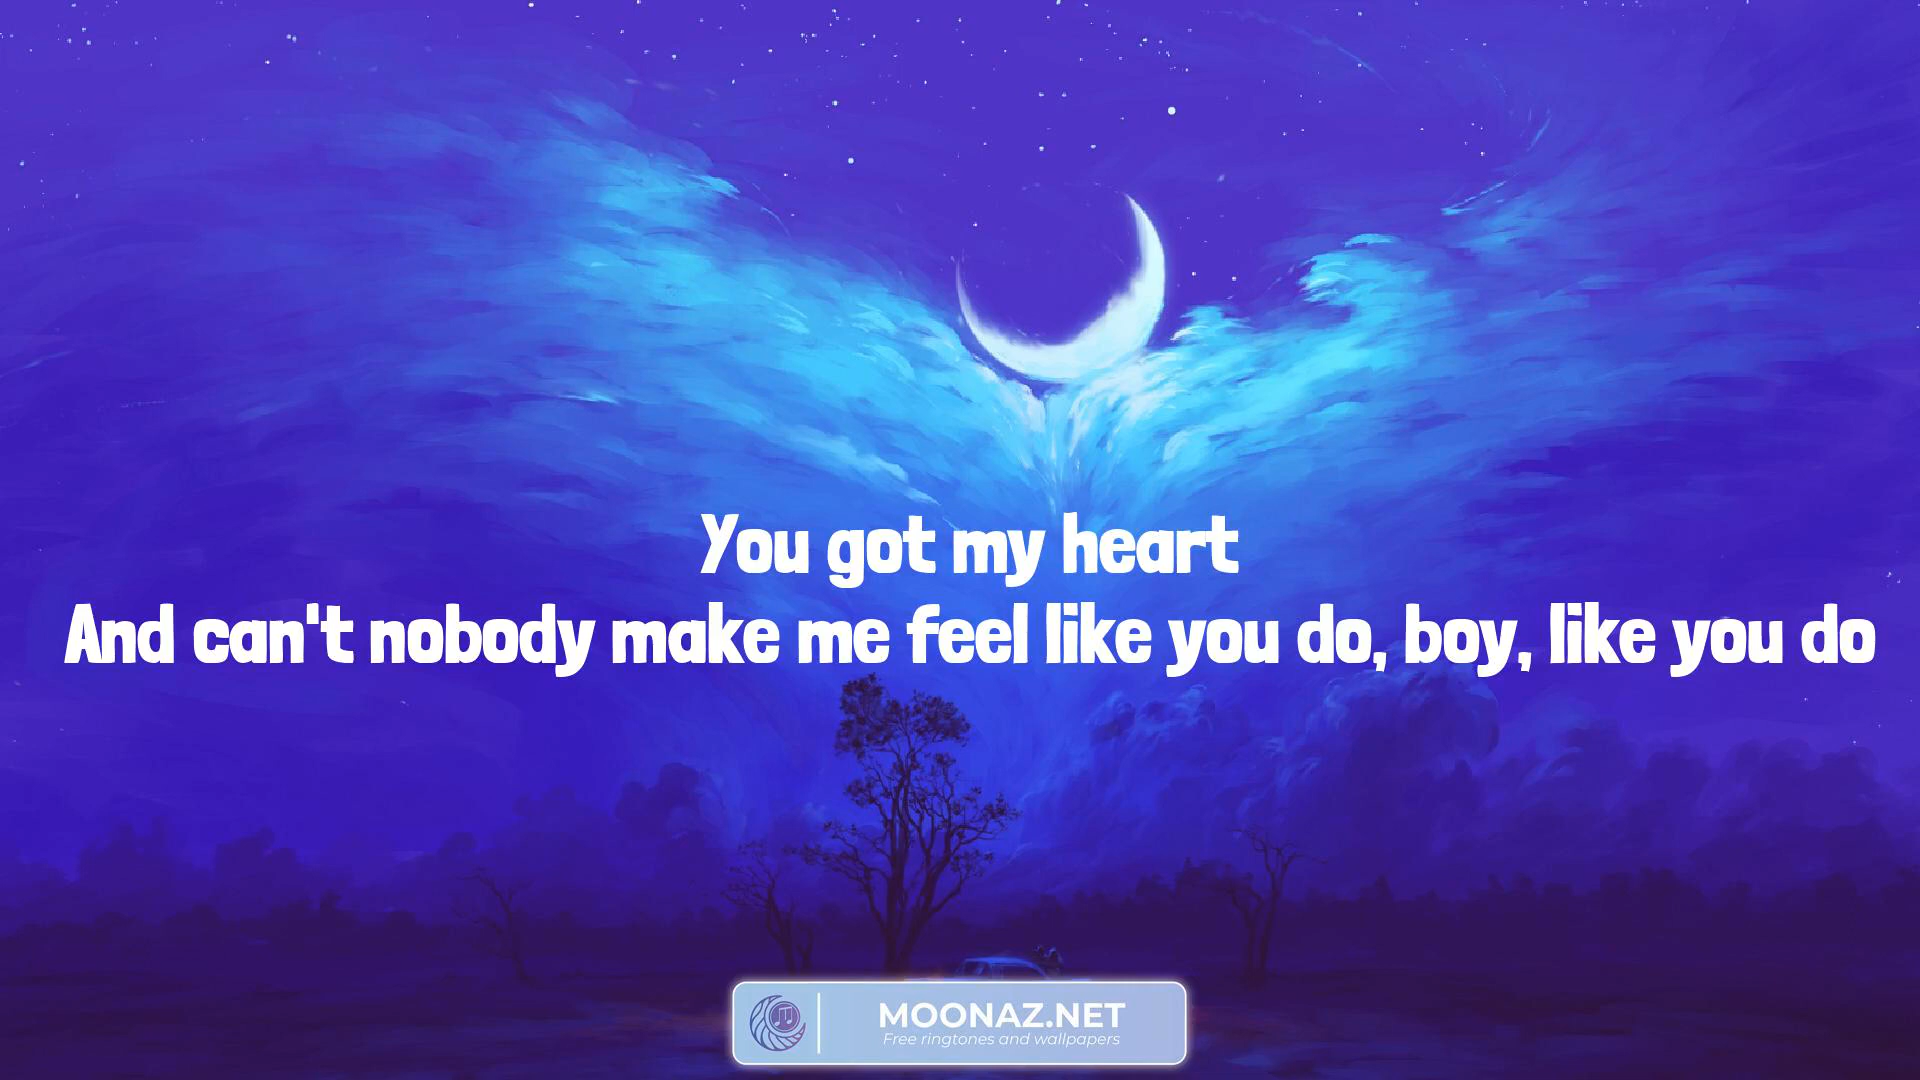 You got my heart
And can't nobody make me feel like you do, boy, like you do
MOONAZ.NET
Free ringtones and wallpapers